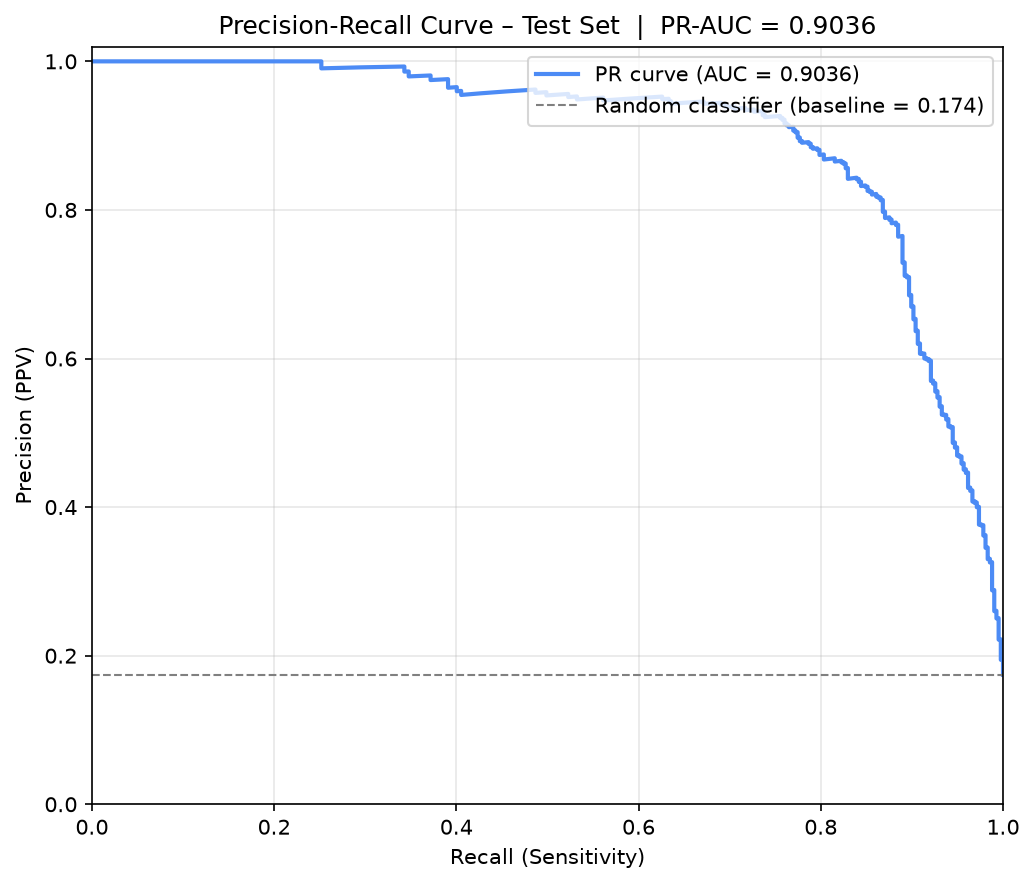 Precision-Recall Curve – Test Set | PR-AUC = 0.9036
PR curve (AUC = 0.9036)
Random classifier (baseline = 0.174)
Precision (PPV)
1.0
0.8
0.6
0.4
0.2
0.0
0.0 0.2 0.4 0.6 0.8 1.0
Recall (Sensitivity)